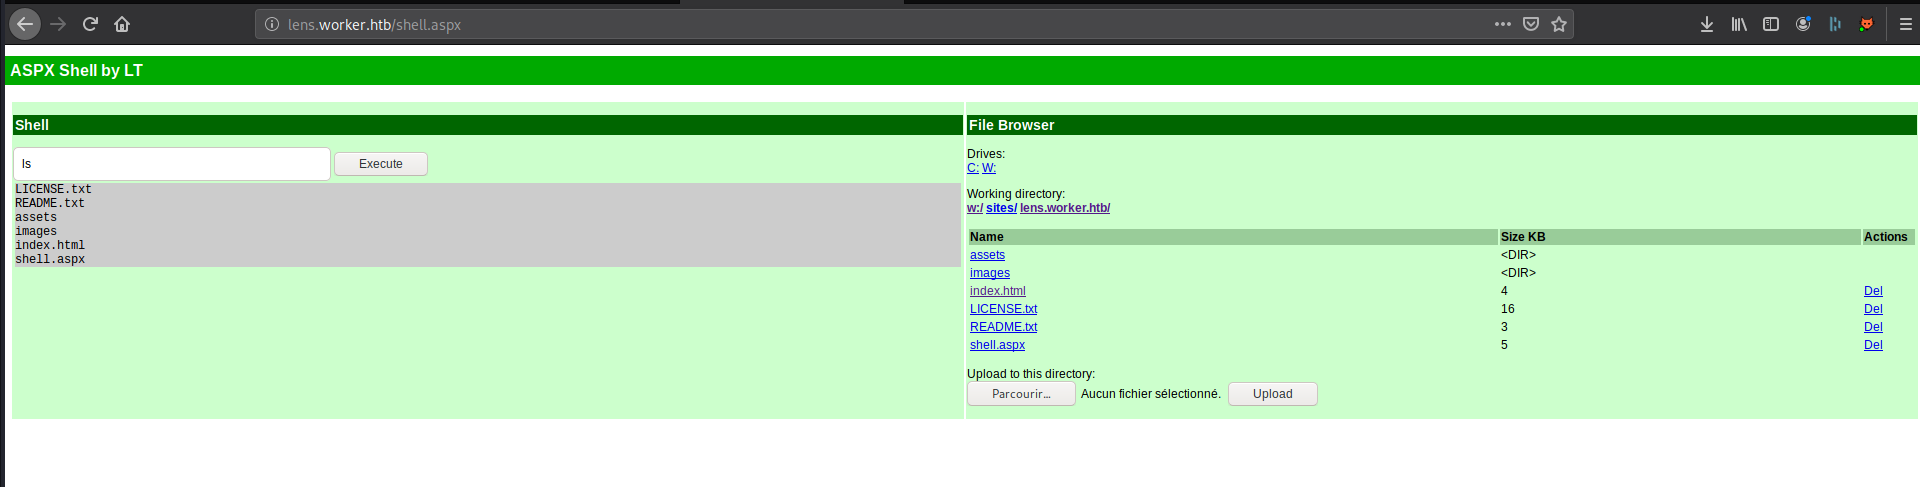 lens.worker.htb/shell.aspx
ASPX Shell by LT
Shell
ls
Execute
LICENSE.txt
README.txt
assets
images
index.html
shell.aspx
File Browser
Drives:
C: W:
Working directory:
w:/ sites/ lens.worker.htb/
Name Size KB Actions
assets <DIR>
images <DIR>
index.html 4 Del
LICENSE.txt 16 Del
README.txt 3 Del
shell.aspx 5 Del
Upload to this directory:
Parcourir... Aucun fichier sélectionné. Upload